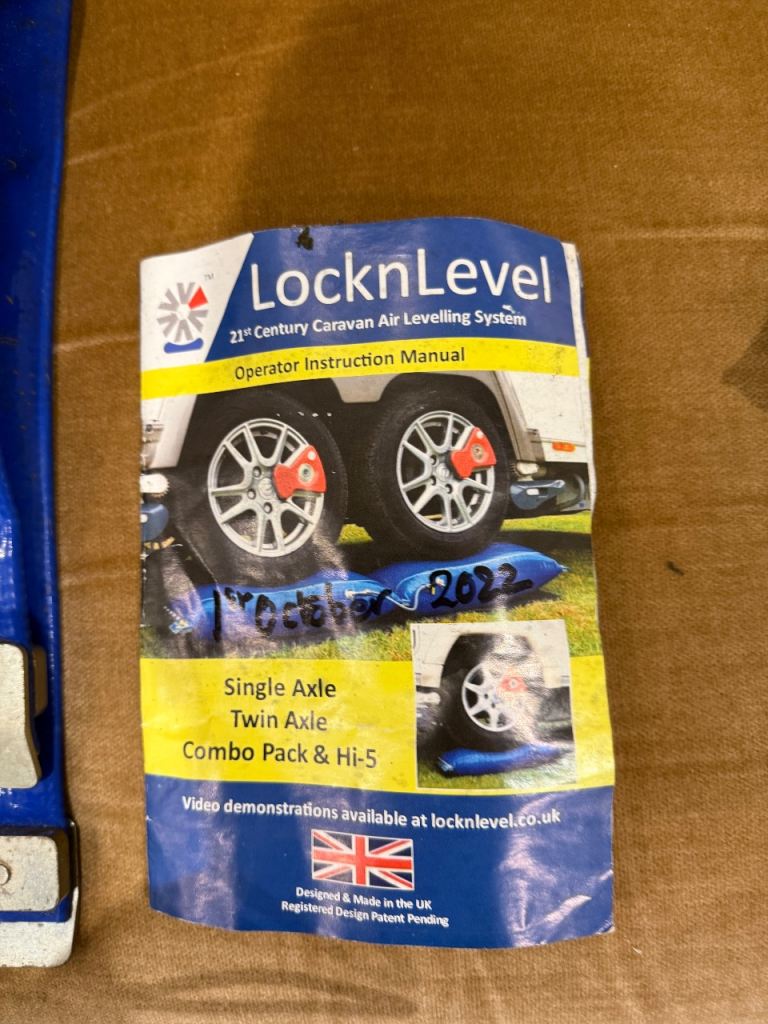 TM
LocknLevel
21st Century Caravan Air Levelling System
Operator Instruction Manual
1st October 2022
Single Axle
Twin Axle
Combo Pack & Hi-5
Video demonstrations available at locknlevel.co.uk
Designed & Made in the UK
Registered Design Patent Pending